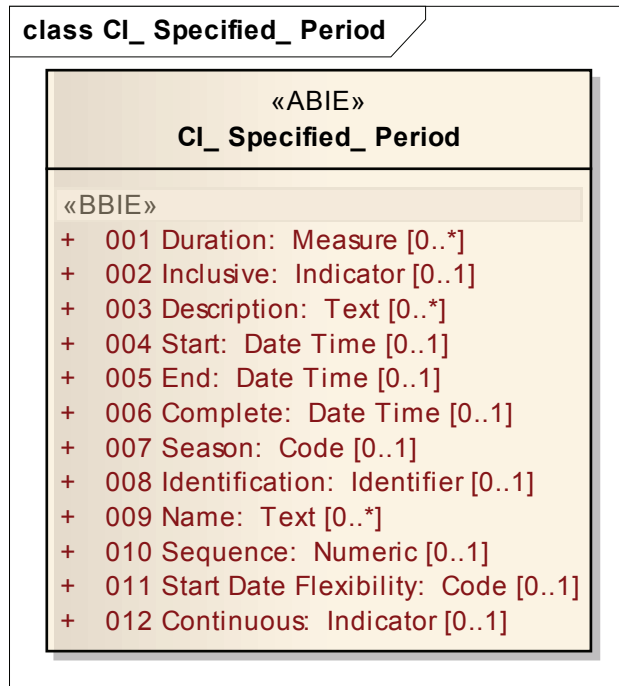 class CI_ Specified_ Period
«ABIE»
CI_ Specified_ Period
«BBIE»
+ 001 Duration: Measure [0..*]
+ 002 Inclusive: Indicator [0..1]
+ 003 Description: Text [0..*]
+ 004 Start: Date Time [0..1]
+ 005 End: Date Time [0..1]
+ 006 Complete: Date Time [0..1]
+ 007 Season: Code [0..1]
+ 008 Identification: Identifier [0..1]
+ 009 Name: Text [0..*]
+ 010 Sequence: Numeric [0..1]
+ 011 Start Date Flexibility: Code [0..1]
+ 012 Continuous: Indicator [0..1]